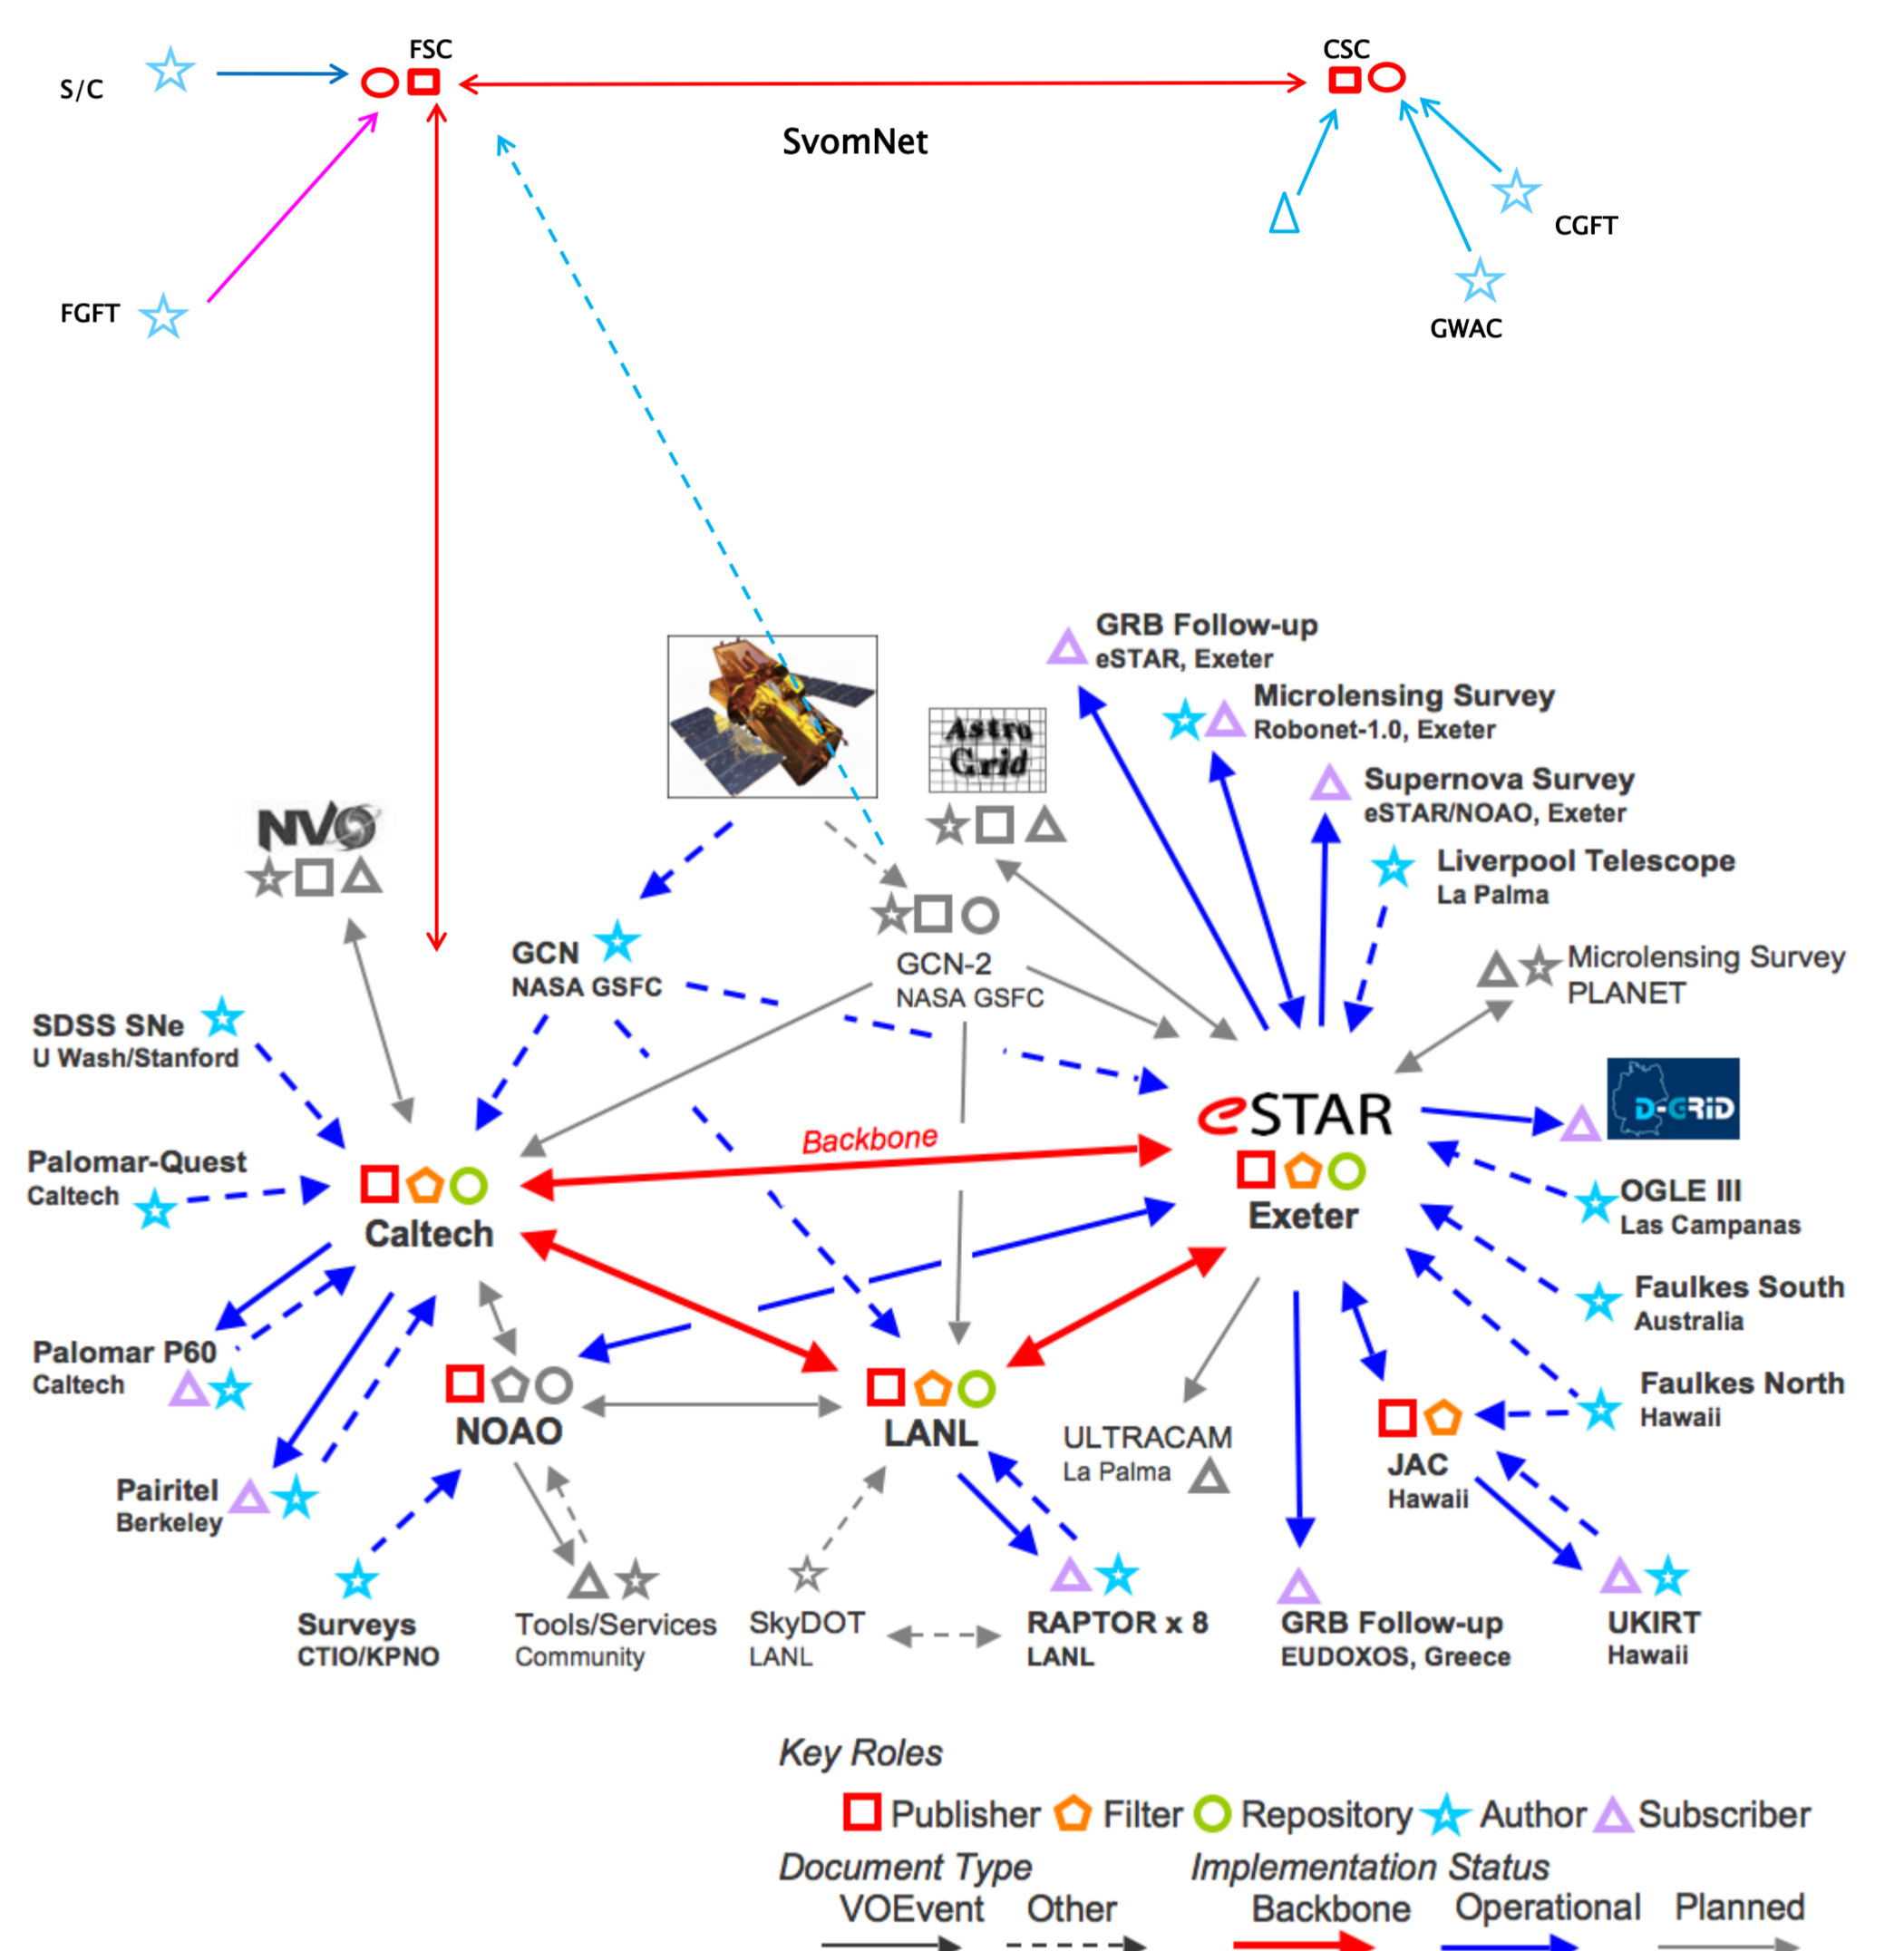 FSC
CSC
S/C
SvomNet
CGFT
FGFT
GWAC
GRB Follow-up
eSTAR, Exeter
Microlensing Survey
Robonet-1.0, Exeter
Astro
Grid
Supernova Survey
eSTAR/NOAO, Exeter
NVO
Liverpool Telescope
La Palma
GCN
NASA GSFC
GCN-2
NASA GSFC
Microlensing Survey
PLANET
SDSS SNe
U Wash/Stanford
eSTAR
D-GRiD
Backbone
Palomar-Quest
Caltech
Caltech
Exeter
OGLE III
Las Campanas
Faulkes South
Australia
Palomar P60
Caltech
Faulkes North
Hawaii
NOAO
LANL
ULTRACAM
La Palma
JAC
Hawaii
Pairitel
Berkeley
Surveys
CTIO/KPNO
Tools/Services
Community
SkyDOT
LANL
RAPTOR x 8
LANL
GRB Follow-up
EUDOXOS, Greece
UKIRT
Hawaii
Key Roles
Publisher Filter Repository Author Subscriber
Document Type Implementation Status
VOEvent Other Backbone Operational Planned